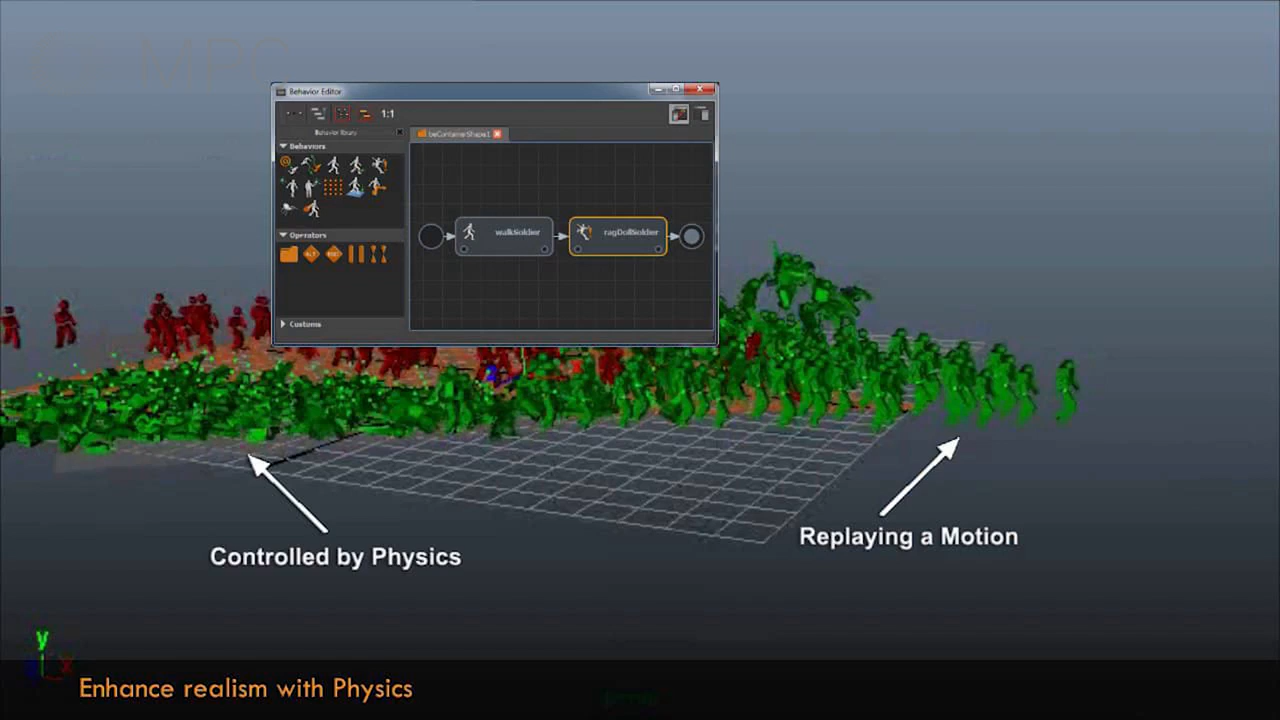 MPC
Behavior Editor
1:1
Behavior library
beContainerShape1
Behaviors
walkSoldier
ragDollSoldier
Operators
Customs
Replaying a Motion
Controlled by Physics
y
x
Enhance realism with Physics